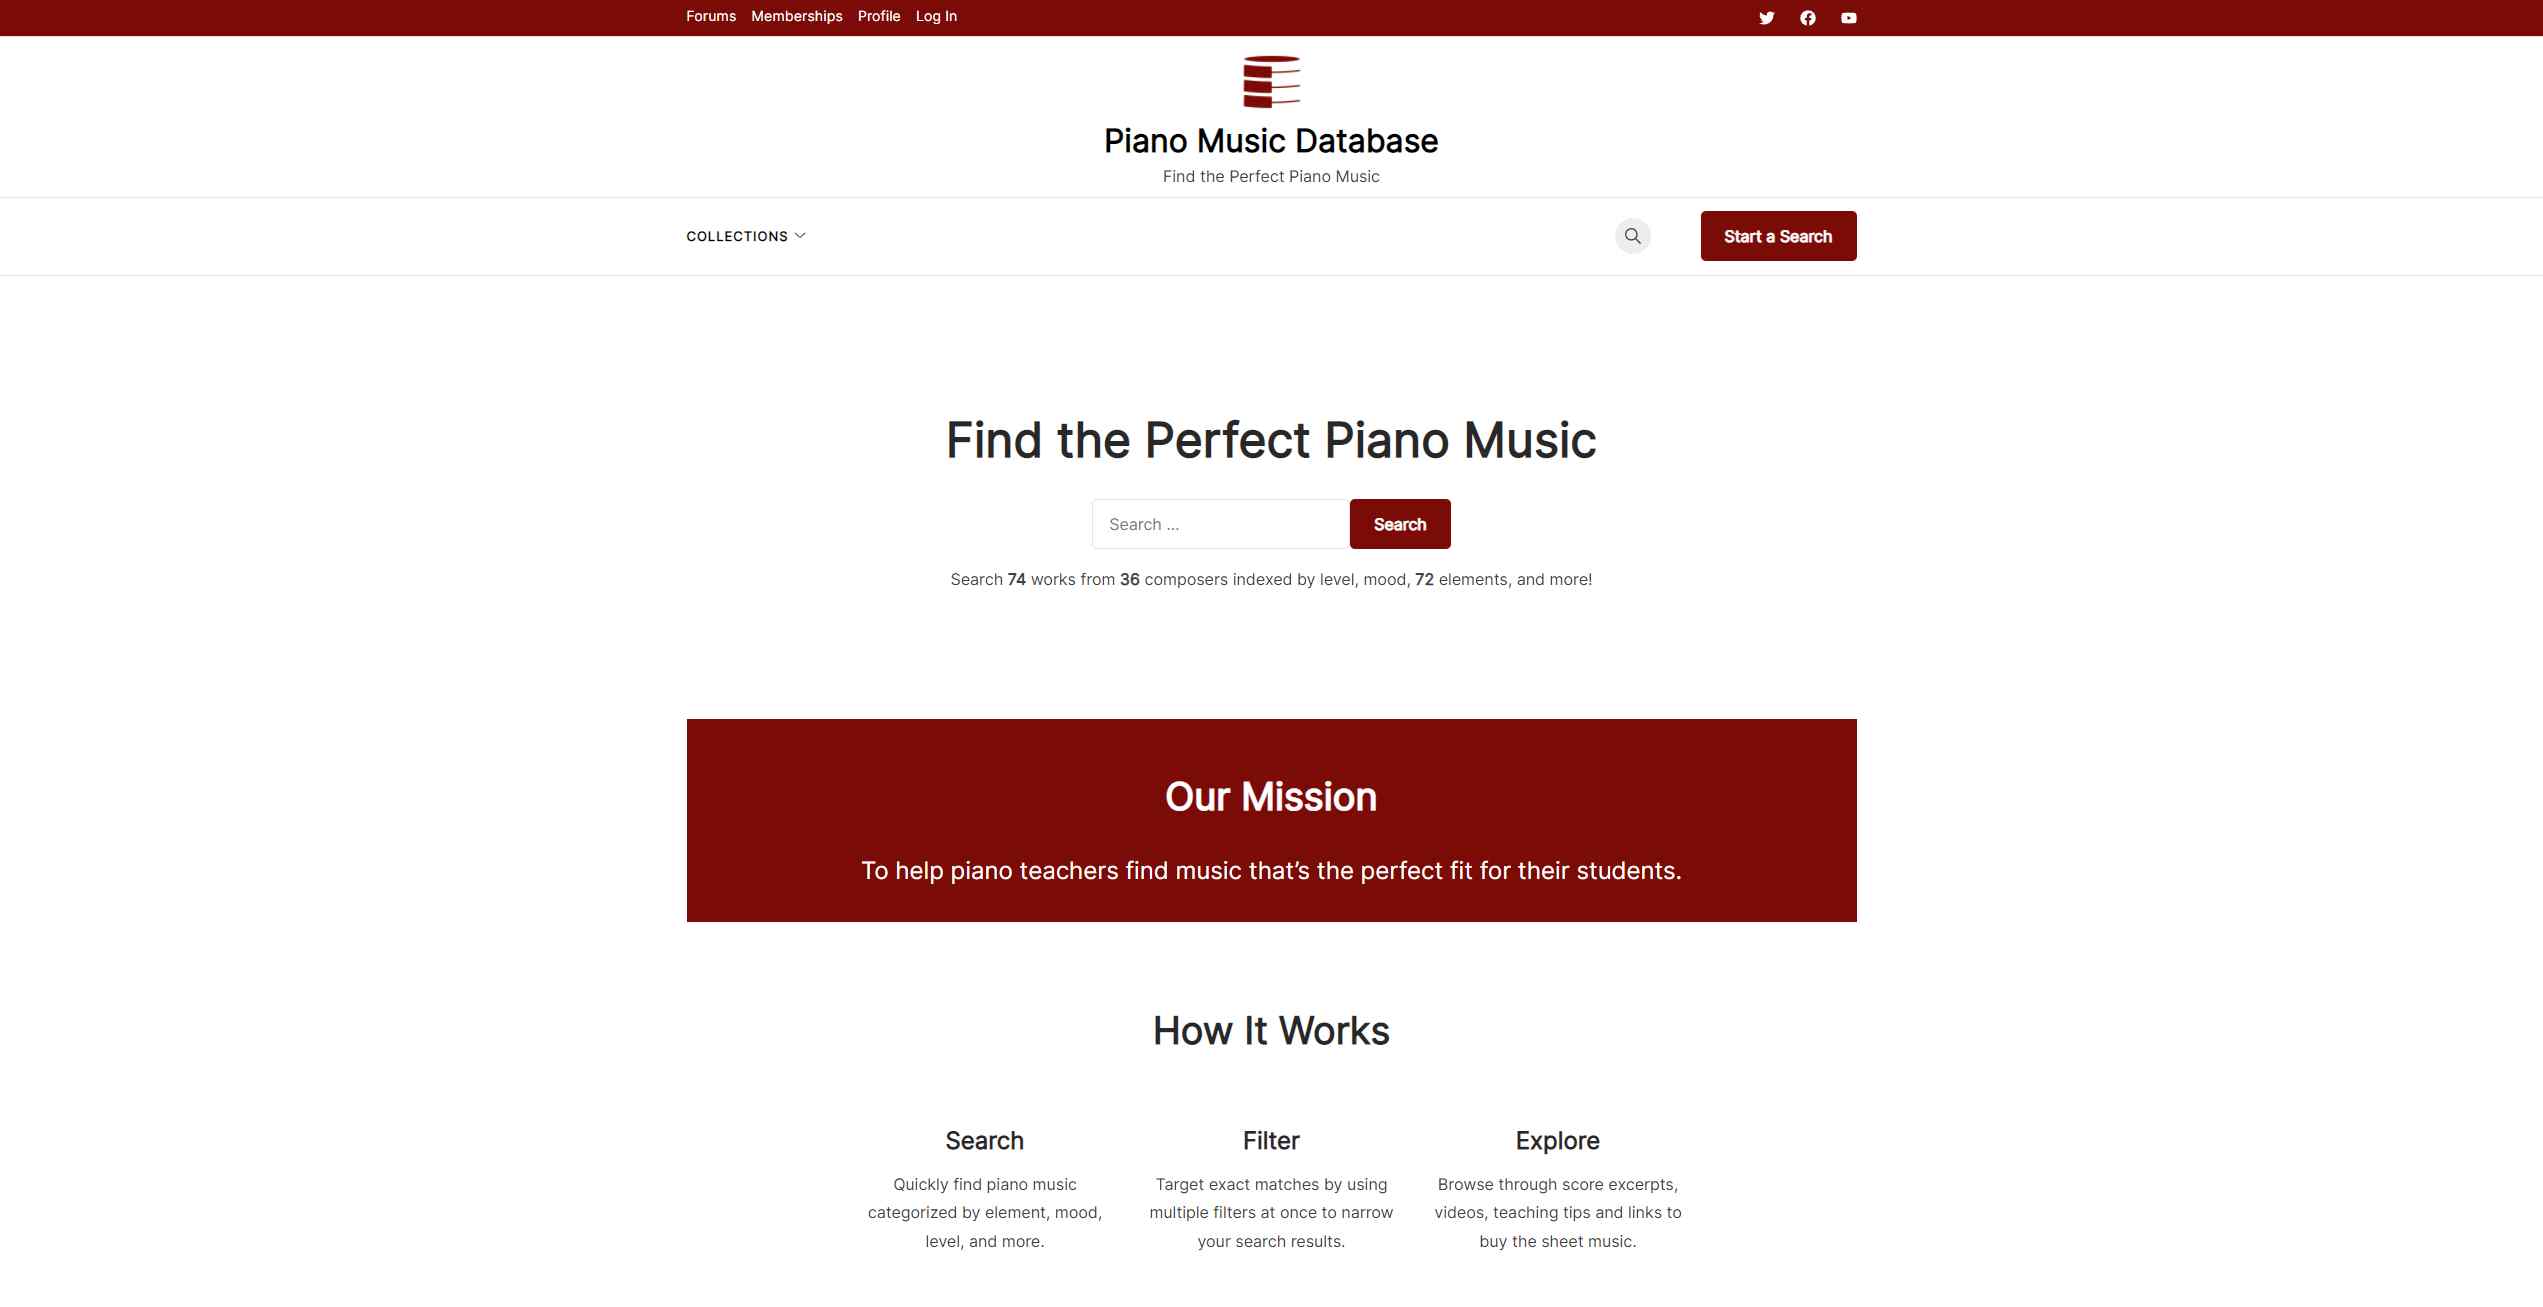 Forums Memberships Profile Log In
Piano Music Database
Find the Perfect Piano Music
COLLECTIONS
Start a Search
Find the Perfect Piano Music
Search ...
Search
Search 74 works from 36 composers indexed by level, mood, 72 elements, and more!
Our Mission
To help piano teachers find music that’s the perfect fit for their students.
How It Works
Search
Quickly find piano music
categorized by element, mood,
level, and more.
Filter
Target exact matches by using
multiple filters at once to narrow
your search results.
Explore
Browse through score excerpts,
videos, teaching tips and links to
buy the sheet music.